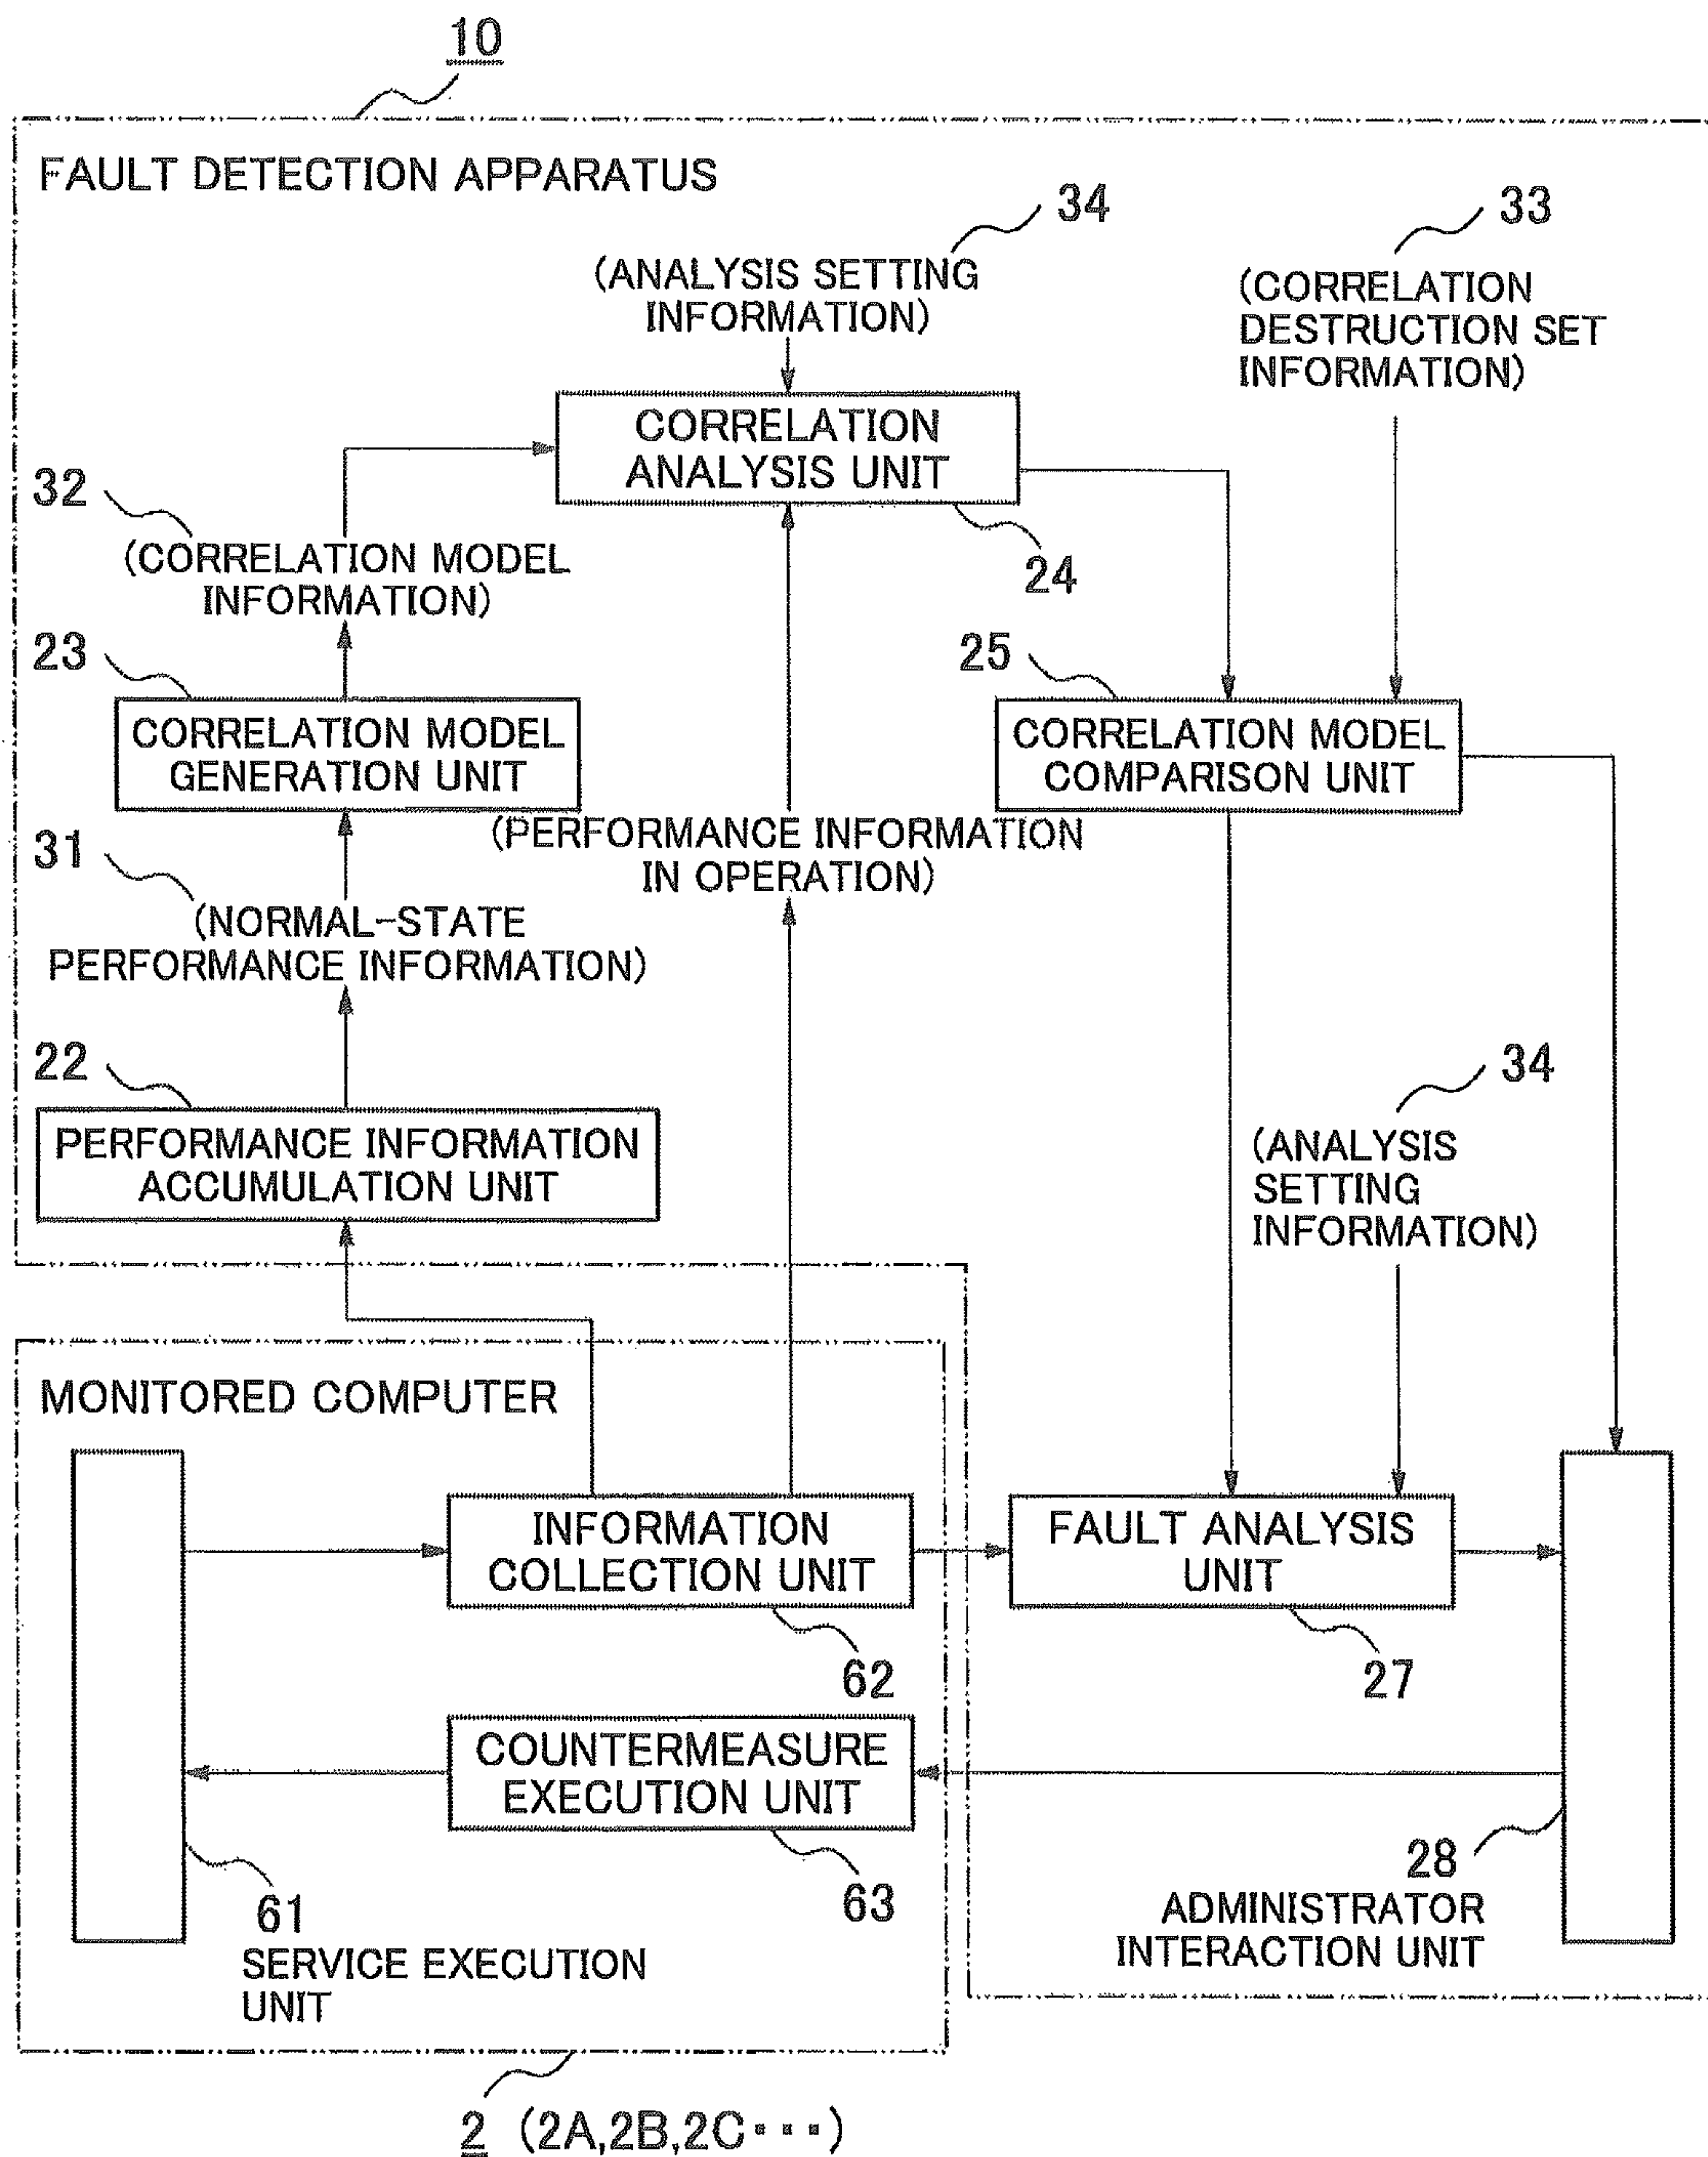 10
FAULT DETECTION APPARATUS
34
33
(ANALYSIS SETTING
INFORMATION)
(CORRELATION
DESTRUCTION SET
INFORMATION)
CORRELATION
ANALYSIS UNIT
32
24
(CORRELATION MODEL
INFORMATION)
23
25
CORRELATION MODEL
GENERATION UNIT
CORRELATION MODEL
COMPARISON UNIT
31
(PERFORMANCE INFORMATION
IN OPERATION)
(NORMAL-STATE
PERFORMANCE INFORMATION)
22
34
PERFORMANCE INFORMATION
ACCUMULATION UNIT
(ANALYSIS
SETTING
INFORMATION)
MONITORED COMPUTER
INFORMATION
COLLECTION UNIT
FAULT ANALYSIS
UNIT
62
27
COUNTERMEASURE
EXECUTION UNIT
63
61
SERVICE EXECUTION
UNIT
28
ADMINISTRATOR
INTERACTION UNIT
2 (2A,2B,2C···)